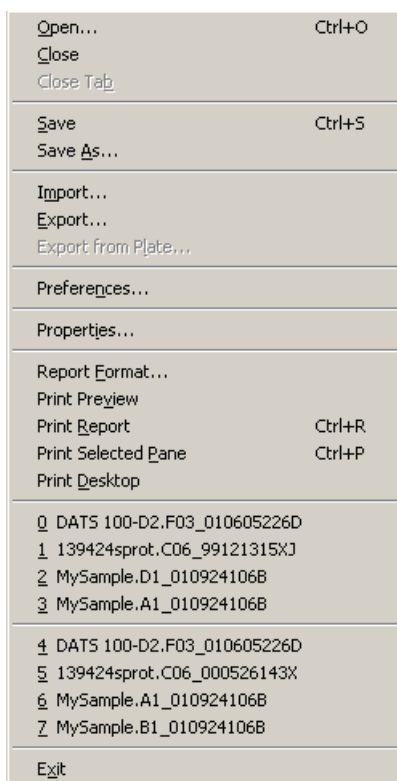 Open... Ctrl+O
Close
Close Tab
Save Ctrl+S
Save As...
Import...
Export...
Export from Plate...
Preferences...
Properties...
Report Format...
Print Preview
Print Report Ctrl+R
Print Selected Pane Ctrl+P
Print Desktop
0 DATS 100-D2.F03_010605226D
1 139424sprot.C06_99121315XJ
2 MySample.D1_010924106B
3 MySample.A1_010924106B
4 DATS 100-D2.F03_010605226D
5 139424sprot.C06_000526143X
6 MySample.A1_010924106B
7 MySample.B1_010924106B
Exit